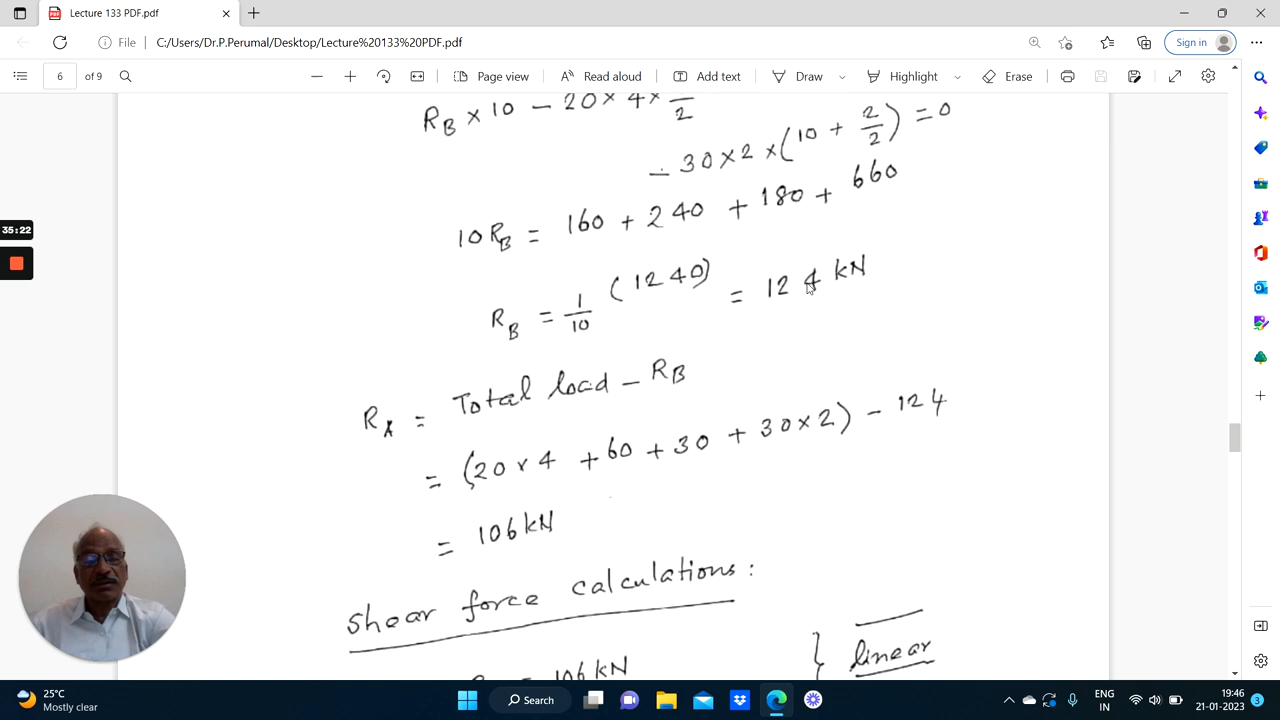 Lecture 133 PDF.pdf
File
C:/Users/Dr.P.Perumal/Desktop/Lecture%20133%20PDF.pdf
Sign in
6 of 9
Page view
Read aloud
Add text
Draw
Highlight
Erase
R_B × 10 − 20 × 4 × /2
− 30 × 2 × (10 + 2/2) = 0
10 R_B = 160 + 240 + 180 + 660
R_B = 1/10 (1240) = 124 kN
R_A = Total load − R_B
= (20 × 4 + 60 + 30 + 30 × 2) − 124
= 106 kN
Shear force calculations:
106 kN } linear
35:22
25°C
Mostly clear
Search
ENG
IN
19:46
21-01-2023
3